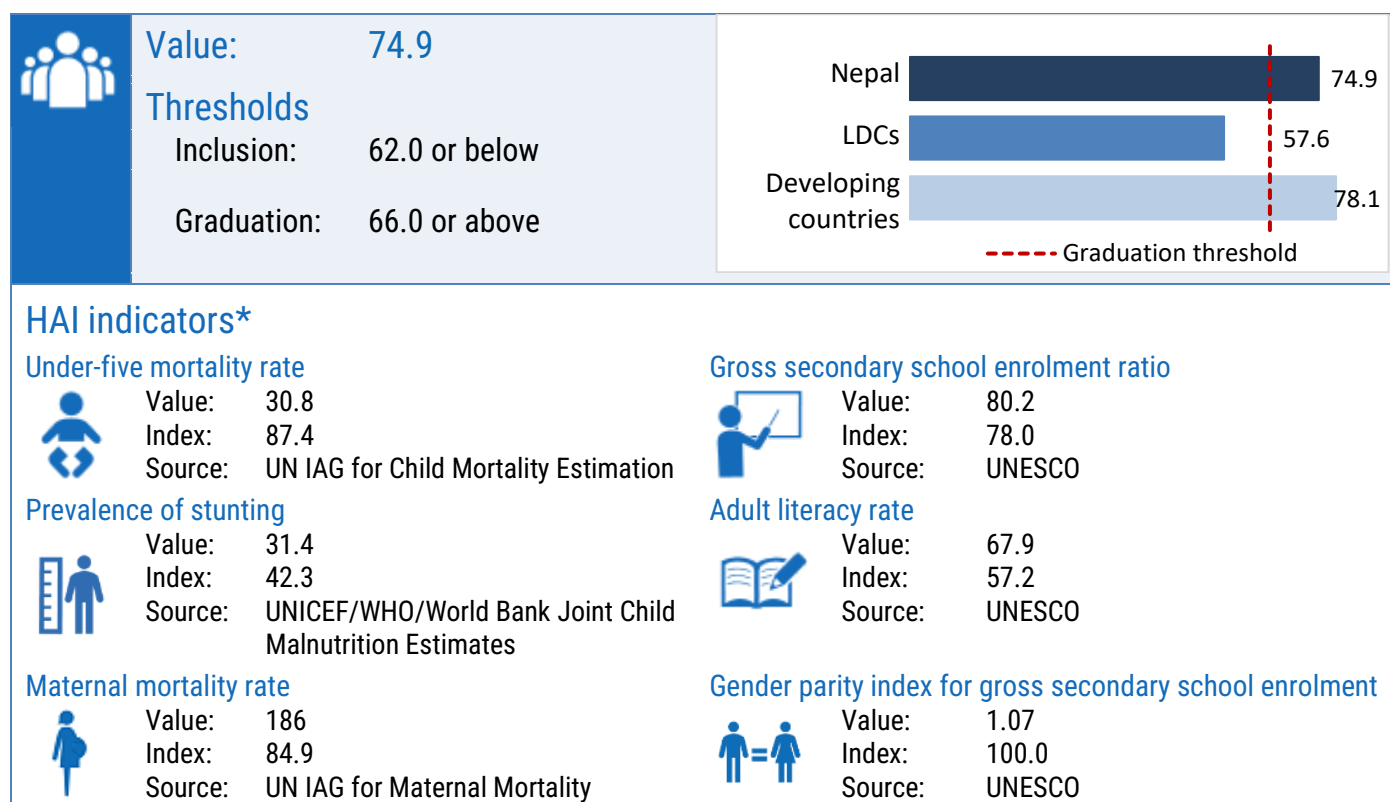 Value: 74.9
Thresholds
Inclusion: 62.0 or below
Graduation: 66.0 or above
Nepal 74.9
LDCs 57.6
Developing
countries 78.1
Graduation threshold
HAI indicators*
Under-five mortality rate
Value: 30.8
Index: 87.4
Source: UN IAG for Child Mortality Estimation
Prevalence of stunting
Value: 31.4
Index: 42.3
Source: UNICEF/WHO/World Bank Joint Child
Malnutrition Estimates
Maternal mortality rate
Value: 186
Index: 84.9
Source: UN IAG for Maternal Mortality
Gross secondary school enrolment ratio
Value: 80.2
Index: 78.0
Source: UNESCO
Adult literacy rate
Value: 67.9
Index: 57.2
Source: UNESCO
Gender parity index for gross secondary school enrolment
Value: 1.07
Index: 100.0
Source: UNESCO